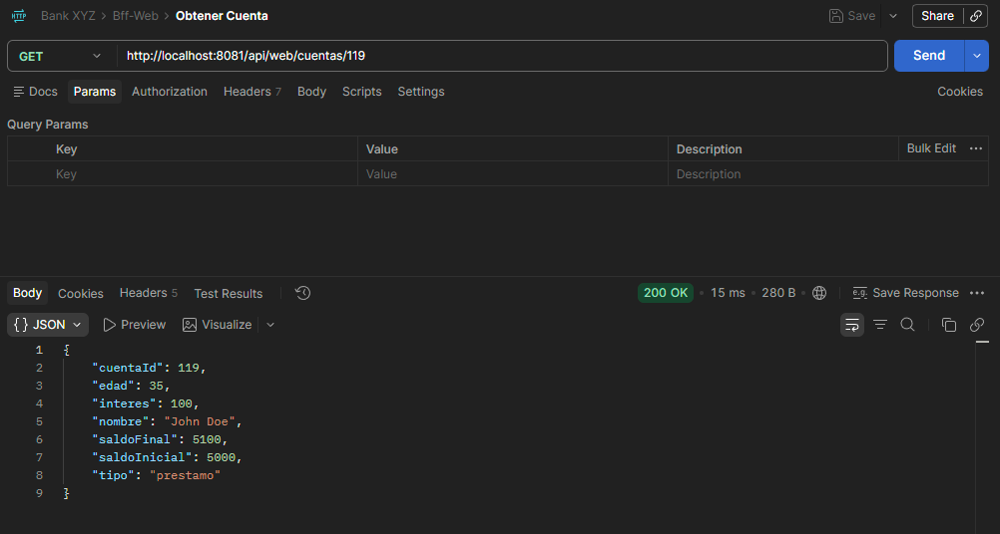 HTTP Bank XYZ > Bff-Web > Obtener Cuenta Save Share
GET http://localhost:8081/api/web/cuentas/119 Send
Docs Params Authorization Headers 7 Body Scripts Settings Cookies
Query Params
Key Value Description Bulk Edit ···
Key Value Description
Body Cookies Headers 5 Test Results 200 OK • 15 ms • 280 B • e.g. Save Response ···
{} JSON Preview Visualize
1 {
2 "cuentaId": 119,
3 "edad": 35,
4 "interes": 100,
5 "nombre": "John Doe",
6 "saldoFinal": 5100,
7 "saldoInicial": 5000,
8 "tipo": "prestamo"
9 }